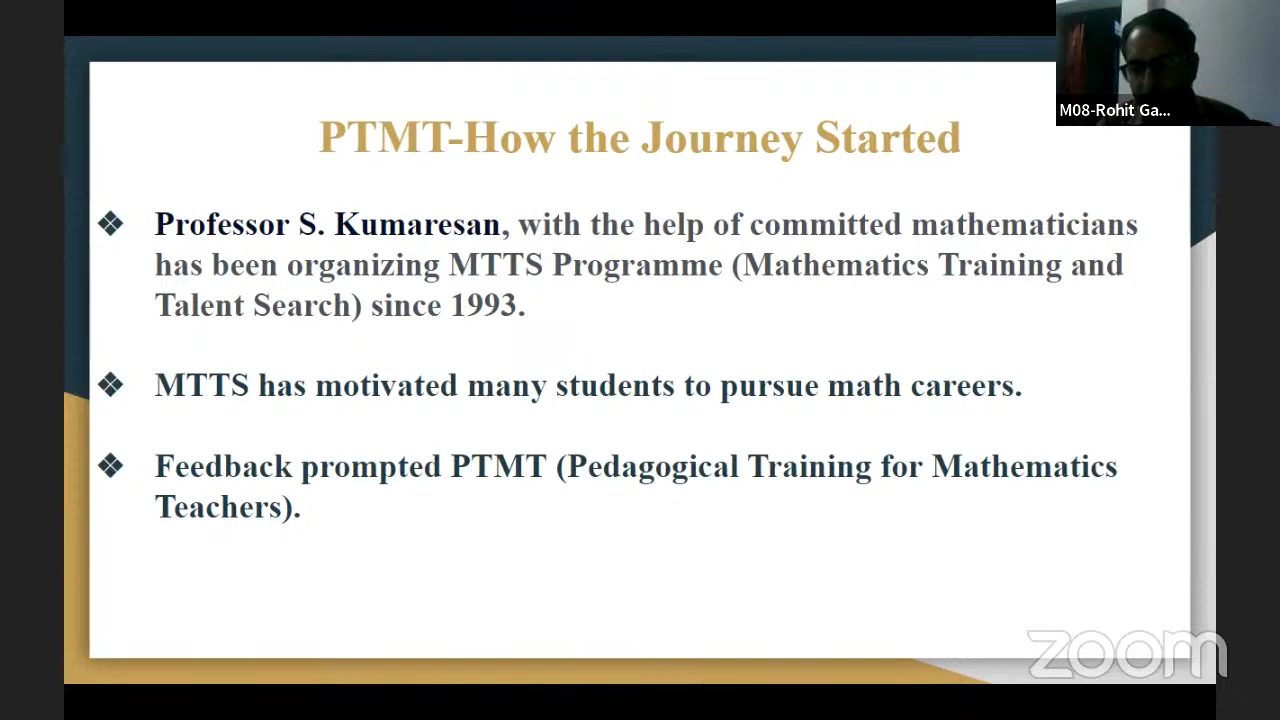 M08-Rohit Ga...
PTMT-How the Journey Started
❖ Professor S. Kumaresan, with the help of committed mathematicians
has been organizing MTTS Programme (Mathematics Training and
Talent Search) since 1993.
❖ MTTS has motivated many students to pursue math careers.
❖ Feedback prompted PTMT (Pedagogical Training for Mathematics
Teachers).
zoom